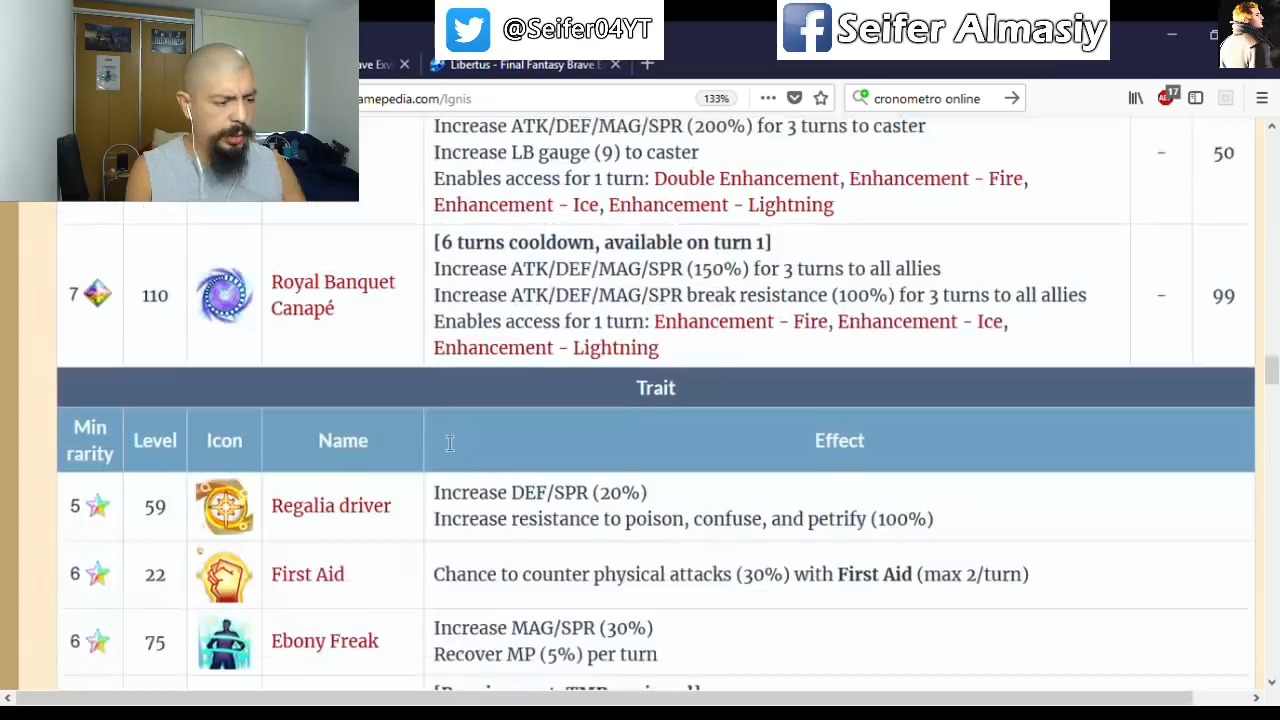 @Seifer04YT
Seifer Almasiy
ave Exv
Libertus - Final Fantasy Brave E
amepedia.com/Ignis
133%
cronometro online
17
Increase ATK/DEF/MAG/SPR (200%) for 3 turns to caster
Increase LB gauge (9) to caster
Enables access for 1 turn: Double Enhancement, Enhancement - Fire,
Enhancement - Ice, Enhancement - Lightning
-
50
7
110
Royal Banquet
Canapé
[6 turns cooldown, available on turn 1]
Increase ATK/DEF/MAG/SPR (150%) for 3 turns to all allies
Increase ATK/DEF/MAG/SPR break resistance (100%) for 3 turns to all allies
Enables access for 1 turn: Enhancement - Fire, Enhancement - Ice,
Enhancement - Lightning
-
99
Trait
Min
rarity
Level
Icon
Name
Effect
5
59
Regalia driver
Increase DEF/SPR (20%)
Increase resistance to poison, confuse, and petrify (100%)
6
22
First Aid
Chance to counter physical attacks (30%) with First Aid (max 2/turn)
6
75
Ebony Freak
Increase MAG/SPR (30%)
Recover MP (5%) per turn